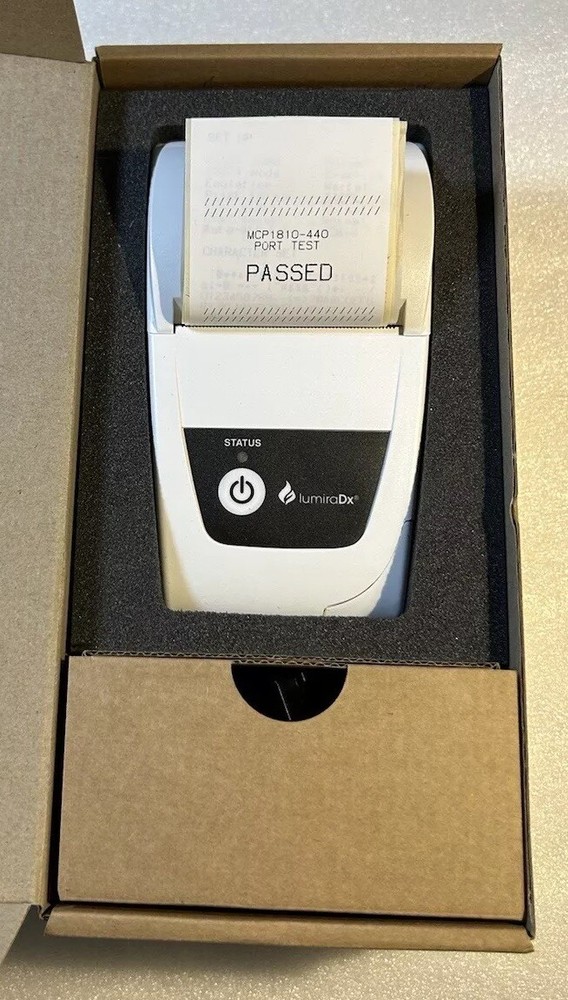 MCP1810-440
PORT TEST
PASSED
STATUS
lumiraDx®